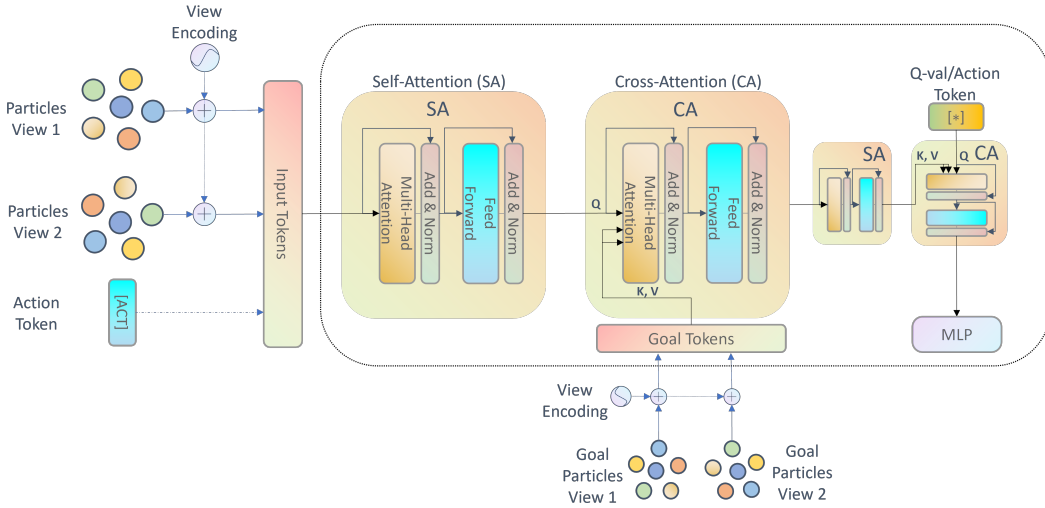 View
Encoding
Particles
View 1
Particles
View 2
Action
Token
[ACT]
Input Tokens
Self-Attention (SA)
SA
Multi-Head
Attention
Add & Norm
Feed
Forward
Add & Norm
Cross-Attention (CA)
CA
Q
Multi-Head
Attention
Add & Norm
Feed
Forward
Add & Norm
K, V
Goal Tokens
View
Encoding
Goal
Particles
View 1
Goal
Particles
View 2
SA
Q-val/Action
Token
[*]
K, V
Q
CA
MLP